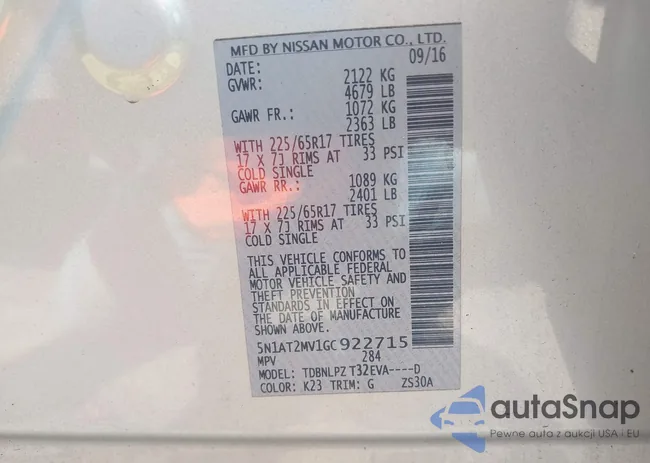 MFD BY NISSAN MOTOR CO., LTD.
DATE: 09/16
GVWR: 2122 KG
4679 LB
GAWR FR.: 1072 KG
2363 LB
WITH 225/65R17 TIRES
17 X 7J RIMS AT 33 PSI
COLD SINGLE
GAWR RR.: 1089 KG
2401 LB
WITH 225/65R17 TIRES
17 X 7J RIMS AT 33 PSI
COLD SINGLE
THIS VEHICLE CONFORMS TO
ALL APPLICABLE FEDERAL
MOTOR VEHICLE SAFETY AND
THEFT PREVENTION
STANDARDS IN EFFECT ON
THE DATE OF MANUFACTURE
SHOWN ABOVE.
5N1AT2MV1GC922715
MPV 284
MODEL: TDBNLPZ T32EVA----D
COLOR: K23 TRIM: G ZS30A
autaSnap
Pewne auta z aukcji USA i EU